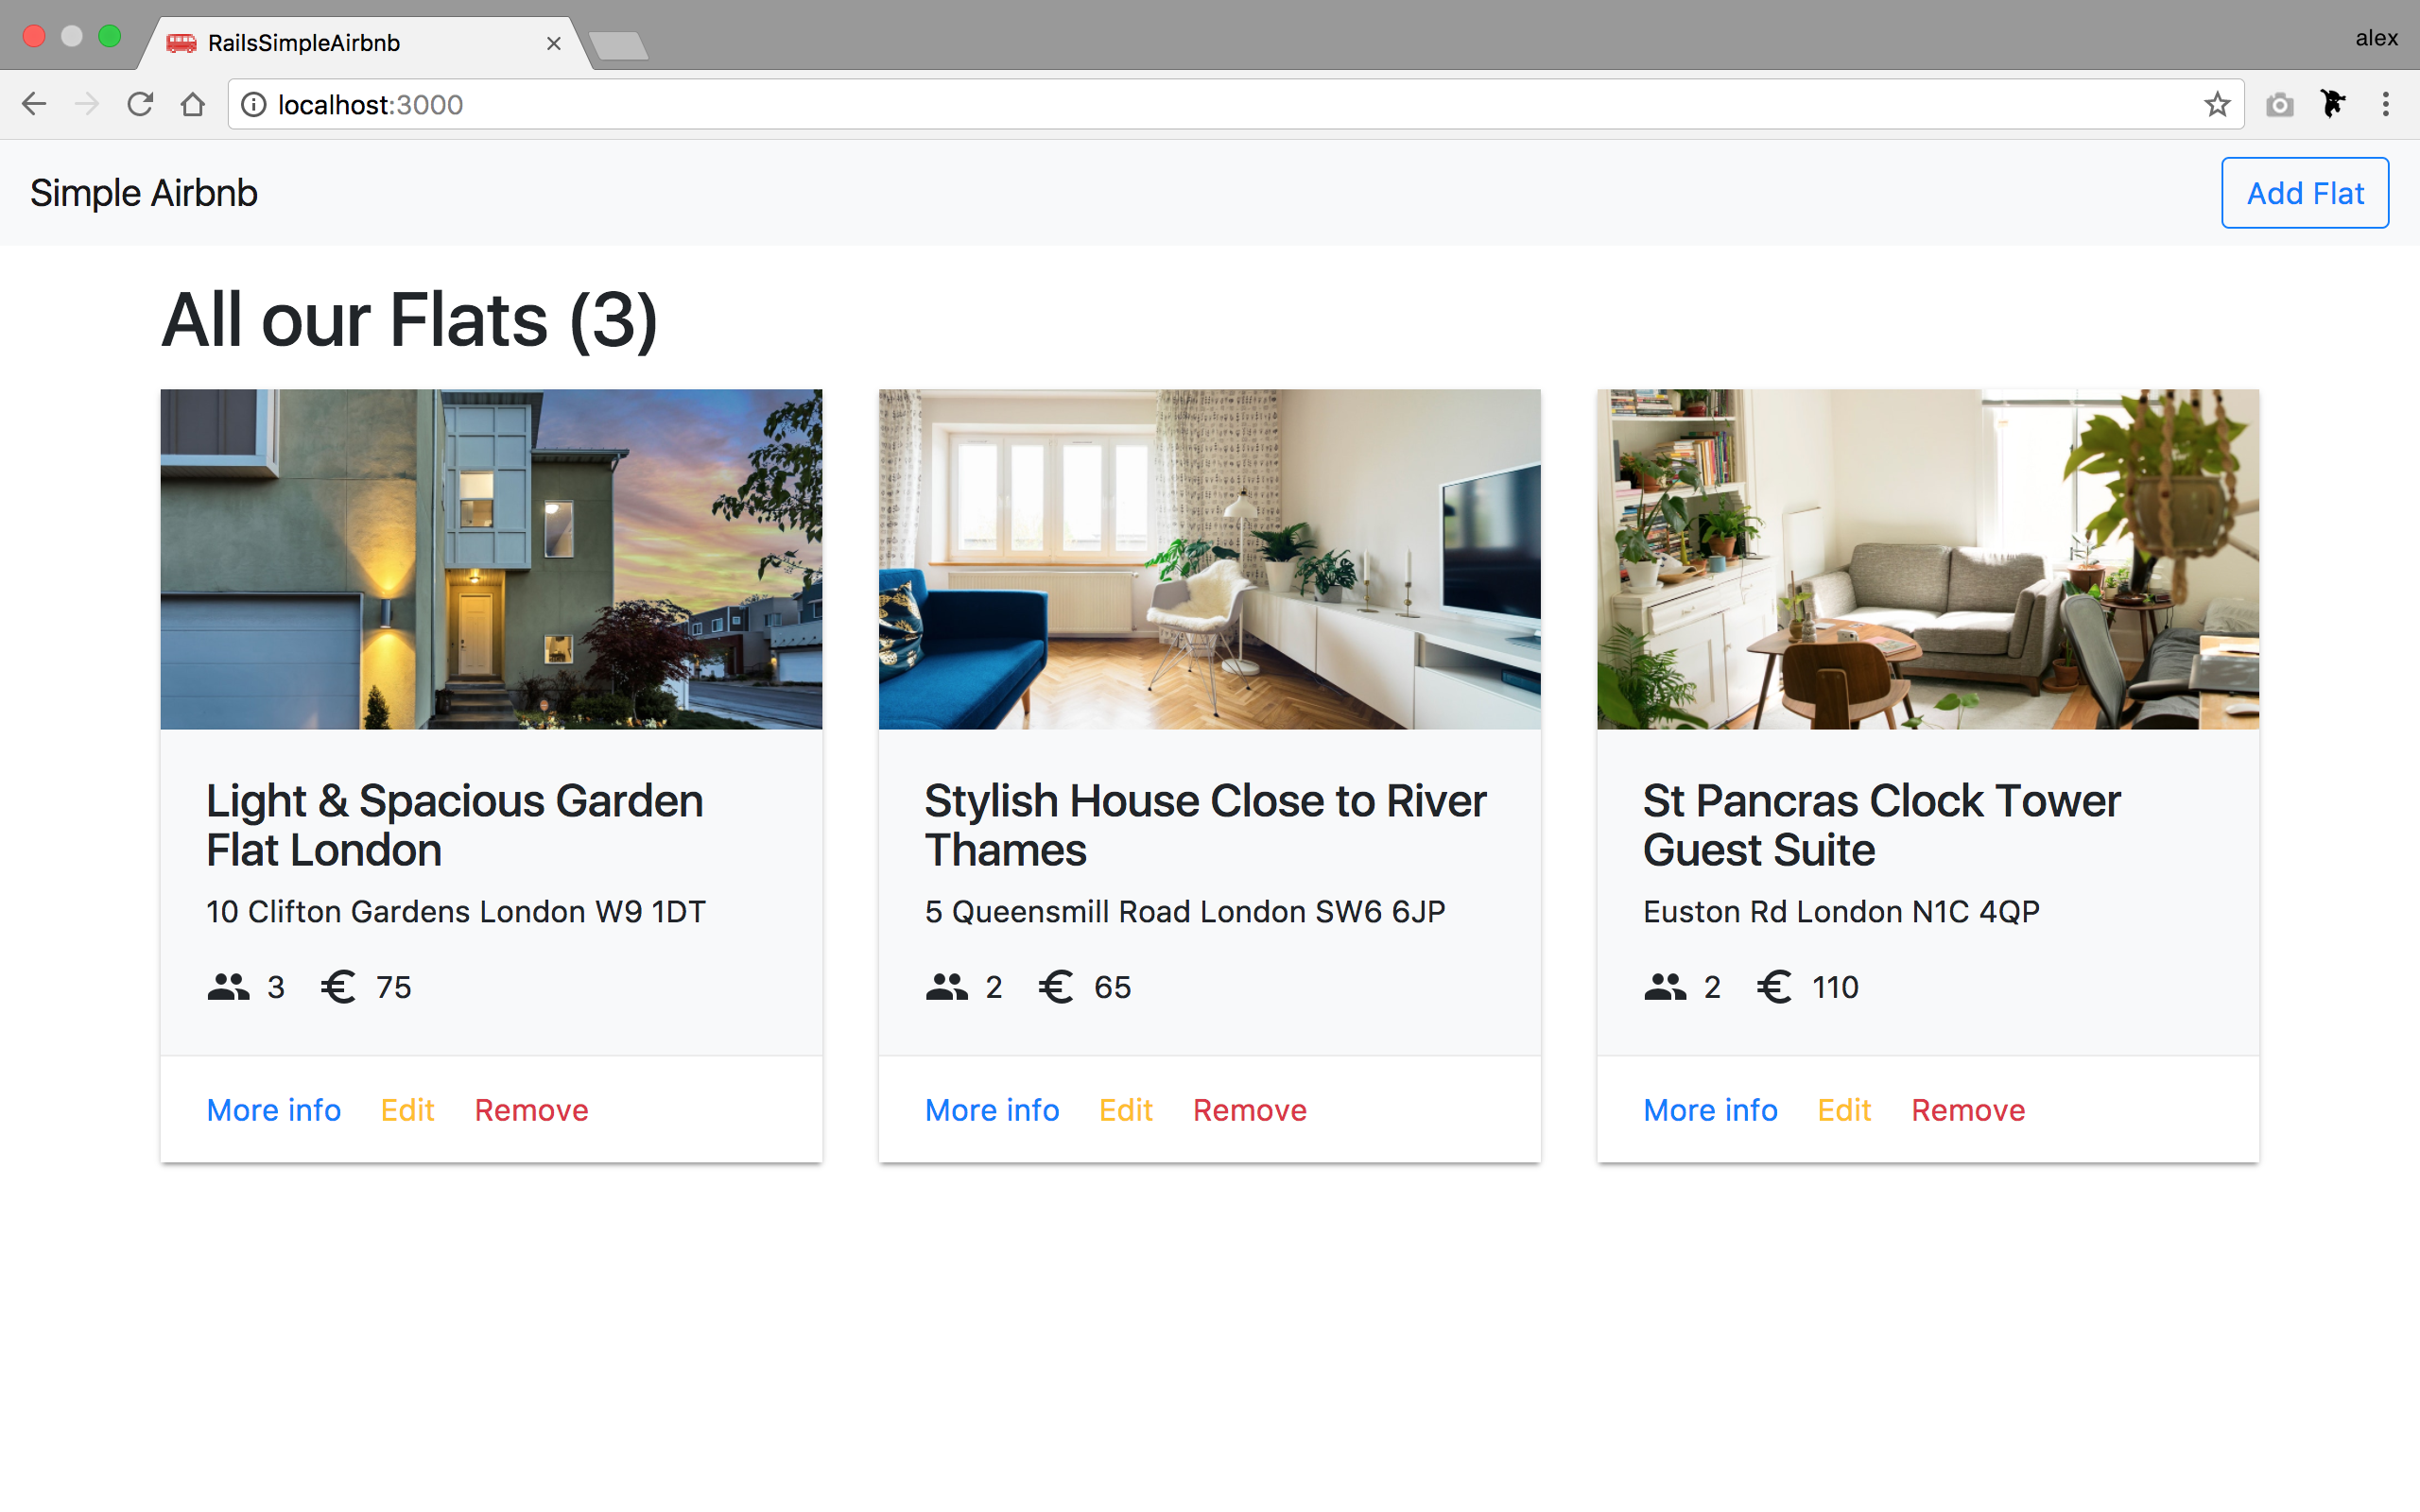 RailsSimpleAirbnb
alex
localhost:3000
Simple Airbnb
Add Flat
All our Flats (3)
Light & Spacious Garden
Flat London
10 Clifton Gardens London W9 1DT
3 € 75
More info Edit Remove
Stylish House Close to River
Thames
5 Queensmill Road London SW6 6JP
2 € 65
More info Edit Remove
St Pancras Clock Tower
Guest Suite
Euston Rd London N1C 4QP
2 € 110
More info Edit Remove